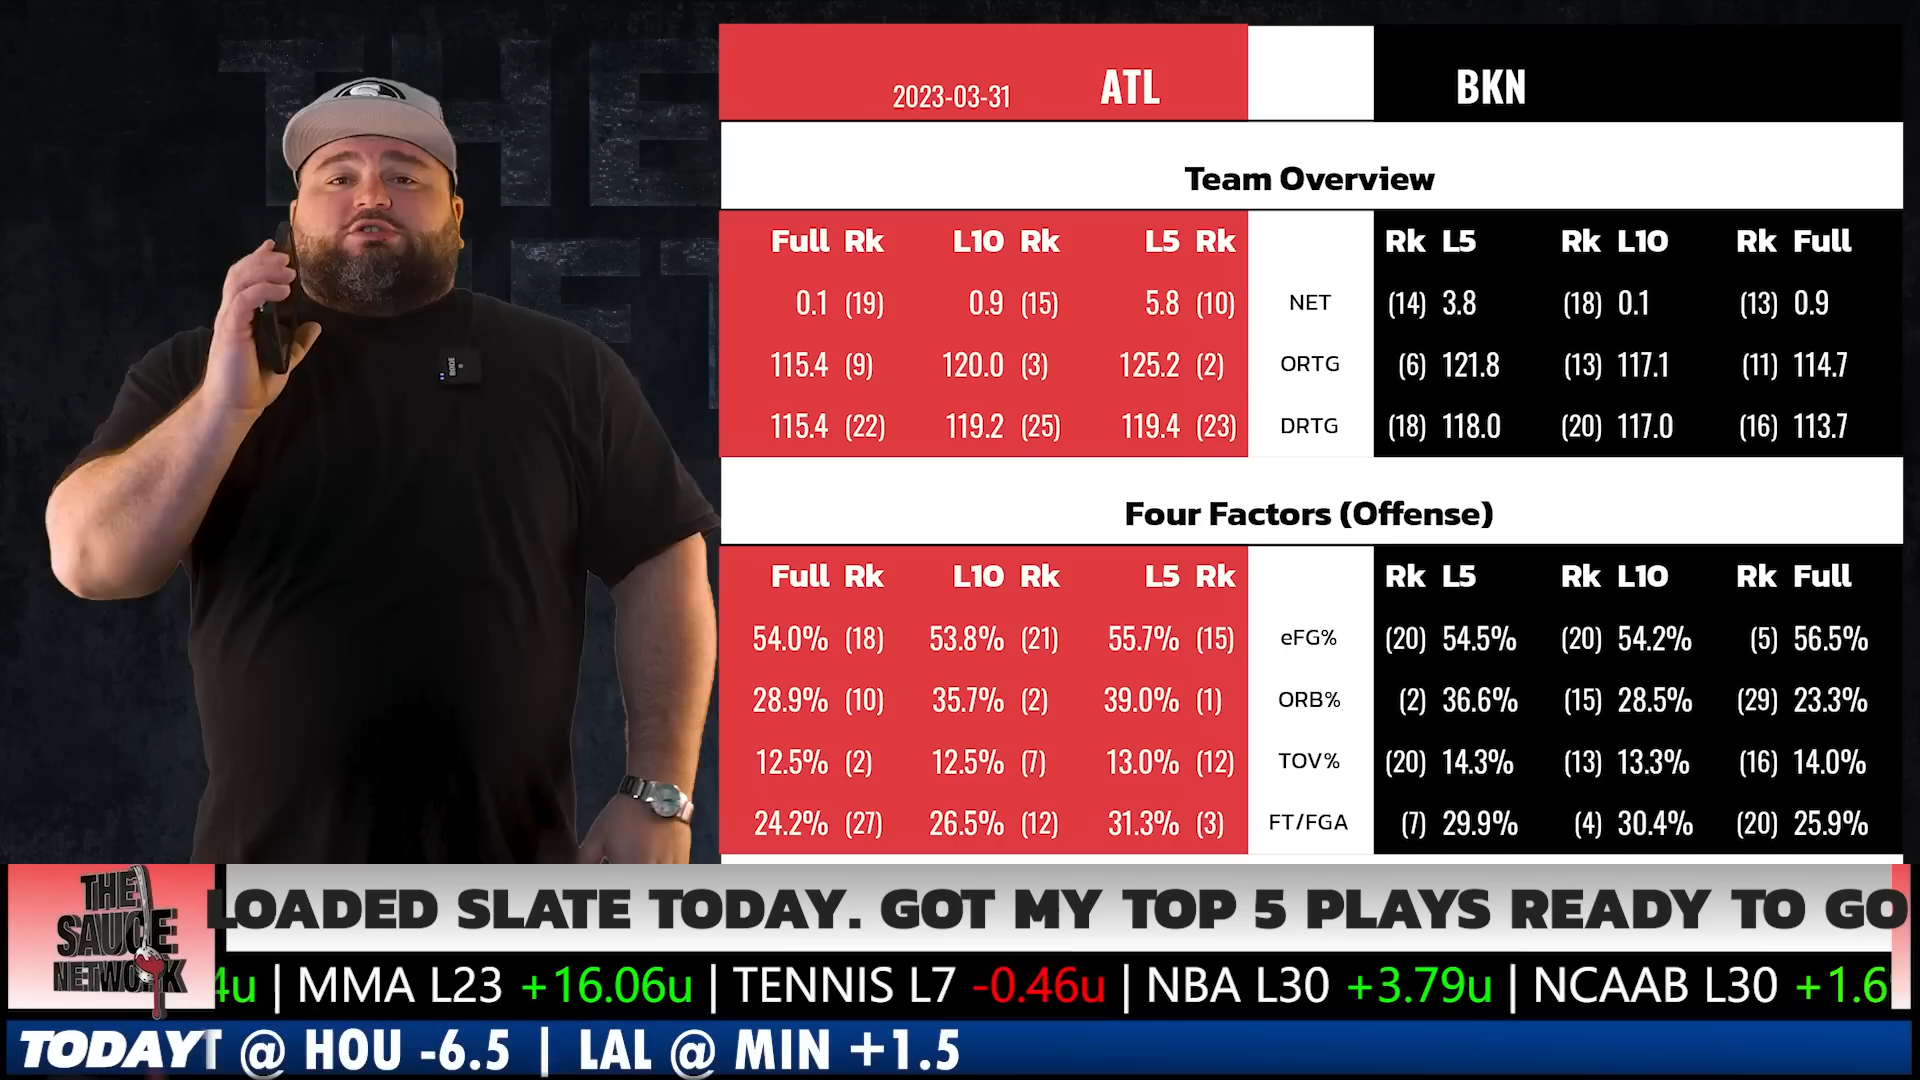 2023-03-31 ATL BKN
Team Overview
Full Rk L10 Rk L5 Rk Rk L5 Rk L10 Rk Full
0.1 (19) 0.9 (15) 5.8 (10) NET (14) 3.8 (18) 0.1 (13) 0.9
115.4 (9) 120.0 (3) 125.2 (2) ORTG (6) 121.8 (13) 117.1 (11) 114.7
115.4 (22) 119.2 (25) 119.4 (23) DRTG (18) 118.0 (20) 117.0 (16) 113.7
Four Factors (Offense)
Full Rk L10 Rk L5 Rk Rk L5 Rk L10 Rk Full
54.0% (18) 53.8% (21) 55.7% (15) eFG% (20) 54.5% (20) 54.2% (5) 56.5%
28.9% (10) 35.7% (2) 39.0% (1) ORB% (2) 36.6% (15) 28.5% (29) 23.3%
12.5% (2) 12.5% (7) 13.0% (12) TOV% (20) 14.3% (13) 13.3% (16) 14.0%
24.2% (27) 26.5% (12) 31.3% (3) FT/FGA (7) 29.9% (4) 30.4% (20) 25.9%
THE
SAUCE
NETWORK
LOADED SLATE TODAY. GOT MY TOP 5 PLAYS READY TO GO
4u | MMA L23 +16.06u | TENNIS L7 -0.46u | NBA L30 +3.79u | NCAAB L30 +1.6
TODAY T @ HOU -6.5 | LAL @ MIN +1.5